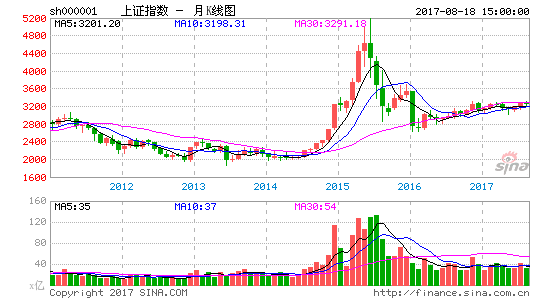 sh000001 上证指数 - 月K线图 2017-08-18 15:00:00
MA5:3201.20 MA10:3198.31 MA30:3291.18
5200
4800
4400
4000
3600
3200
2800
2400
2000
1600
sina
2012 2013 2014 2015 2016 2017
MA5:35 MA10:37 MA30:54
160
120
80
40
x亿
Copyright 2017 SINA.COM http://finance.sina.com.cn